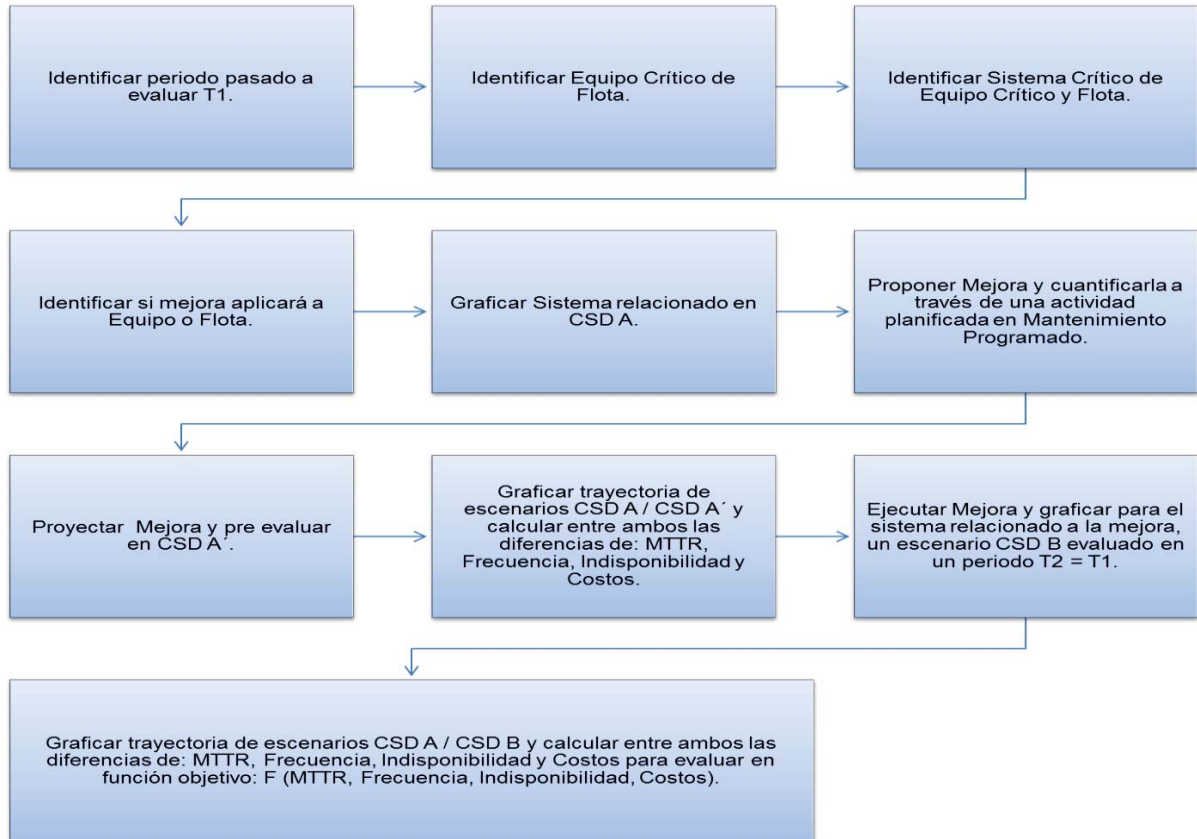 Identificar periodo pasado a
evaluar T1.
Identificar Equipo Crítico de
Flota.
Identificar Sistema Crítico de
Equipo Crítico y Flota.
Identificar si mejora aplicará a
Equipo o Flota.
Graficar Sistema relacionado en
CSD A.
Proponer Mejora y cuantificarla a
través de una actividad
planificada en Mantenimiento
Programado.
Proyectar Mejora y pre evaluar
en CSD A´.
Graficar trayectoria de
escenarios CSD A / CSD A´ y
calcular entre ambos las
diferencias de: MTTR,
Frecuencia, Indisponibilidad y
Costos.
Ejecutar Mejora y graficar para el
sistema relacionado a la mejora,
un escenario CSD B evaluado en
un periodo T2 = T1.
Graficar trayectoria de escenarios CSD A / CSD B y calcular entre ambos las
diferencias de: MTTR, Frecuencia, Indisponibilidad y Costos para evaluar en
función objetivo: F (MTTR, Frecuencia, Indisponibilidad, Costos).